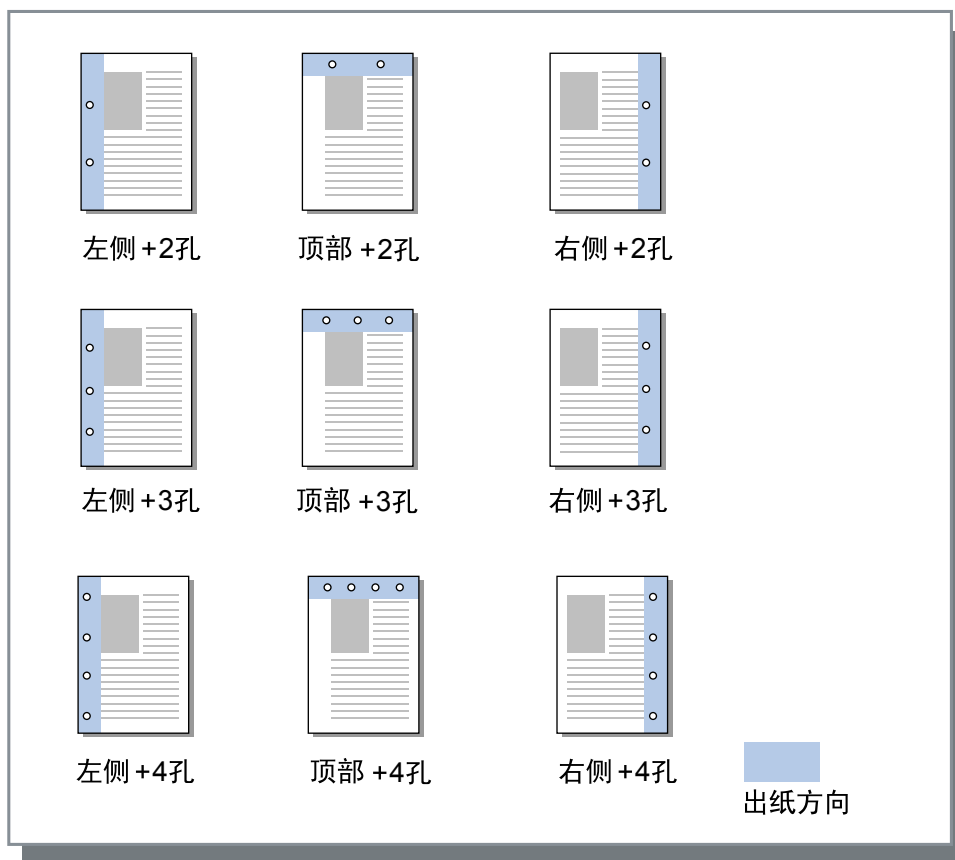 左侧 +2孔
顶部 +2孔
右侧 +2孔
左侧 +3孔
顶部 +3孔
右侧 +3孔
左侧 +4孔
顶部 +4孔
右侧 +4孔
出纸方向